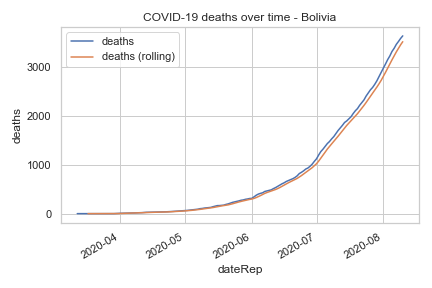 COVID-19 deaths over time - Bolivia
deaths
deaths (rolling)
3000
2000
1000
0
deaths
2020-04
2020-05
2020-06
2020-07
2020-08
dateRep